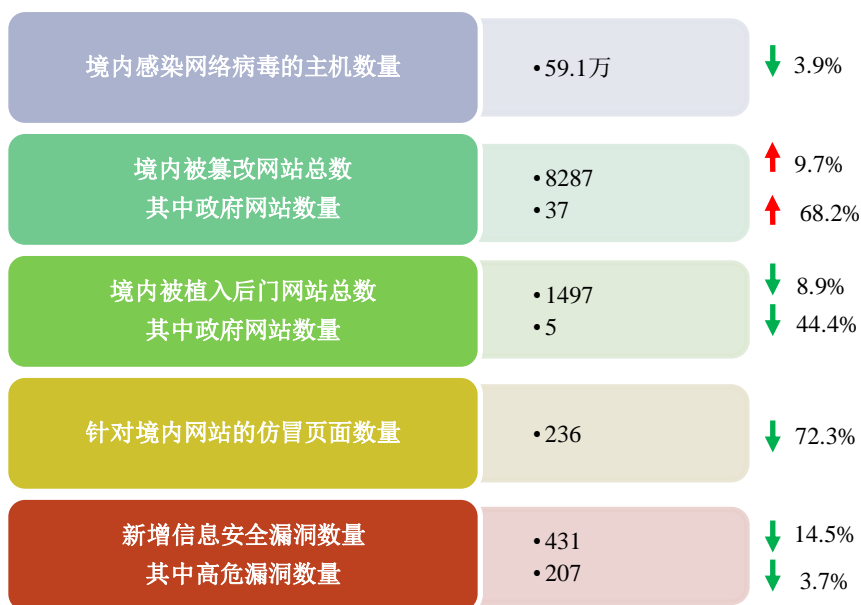 境内感染网络病毒的主机数量
•59.1万
3.9%
境内被篡改网站总数
其中政府网站数量
•8287
•37
9.7%
68.2%
境内被植入后门网站总数
其中政府网站数量
•1497
•5
8.9%
44.4%
针对境内网站的仿冒页面数量
•236
72.3%
新增信息安全漏洞数量
其中高危漏洞数量
•431
•207
14.5%
3.7%